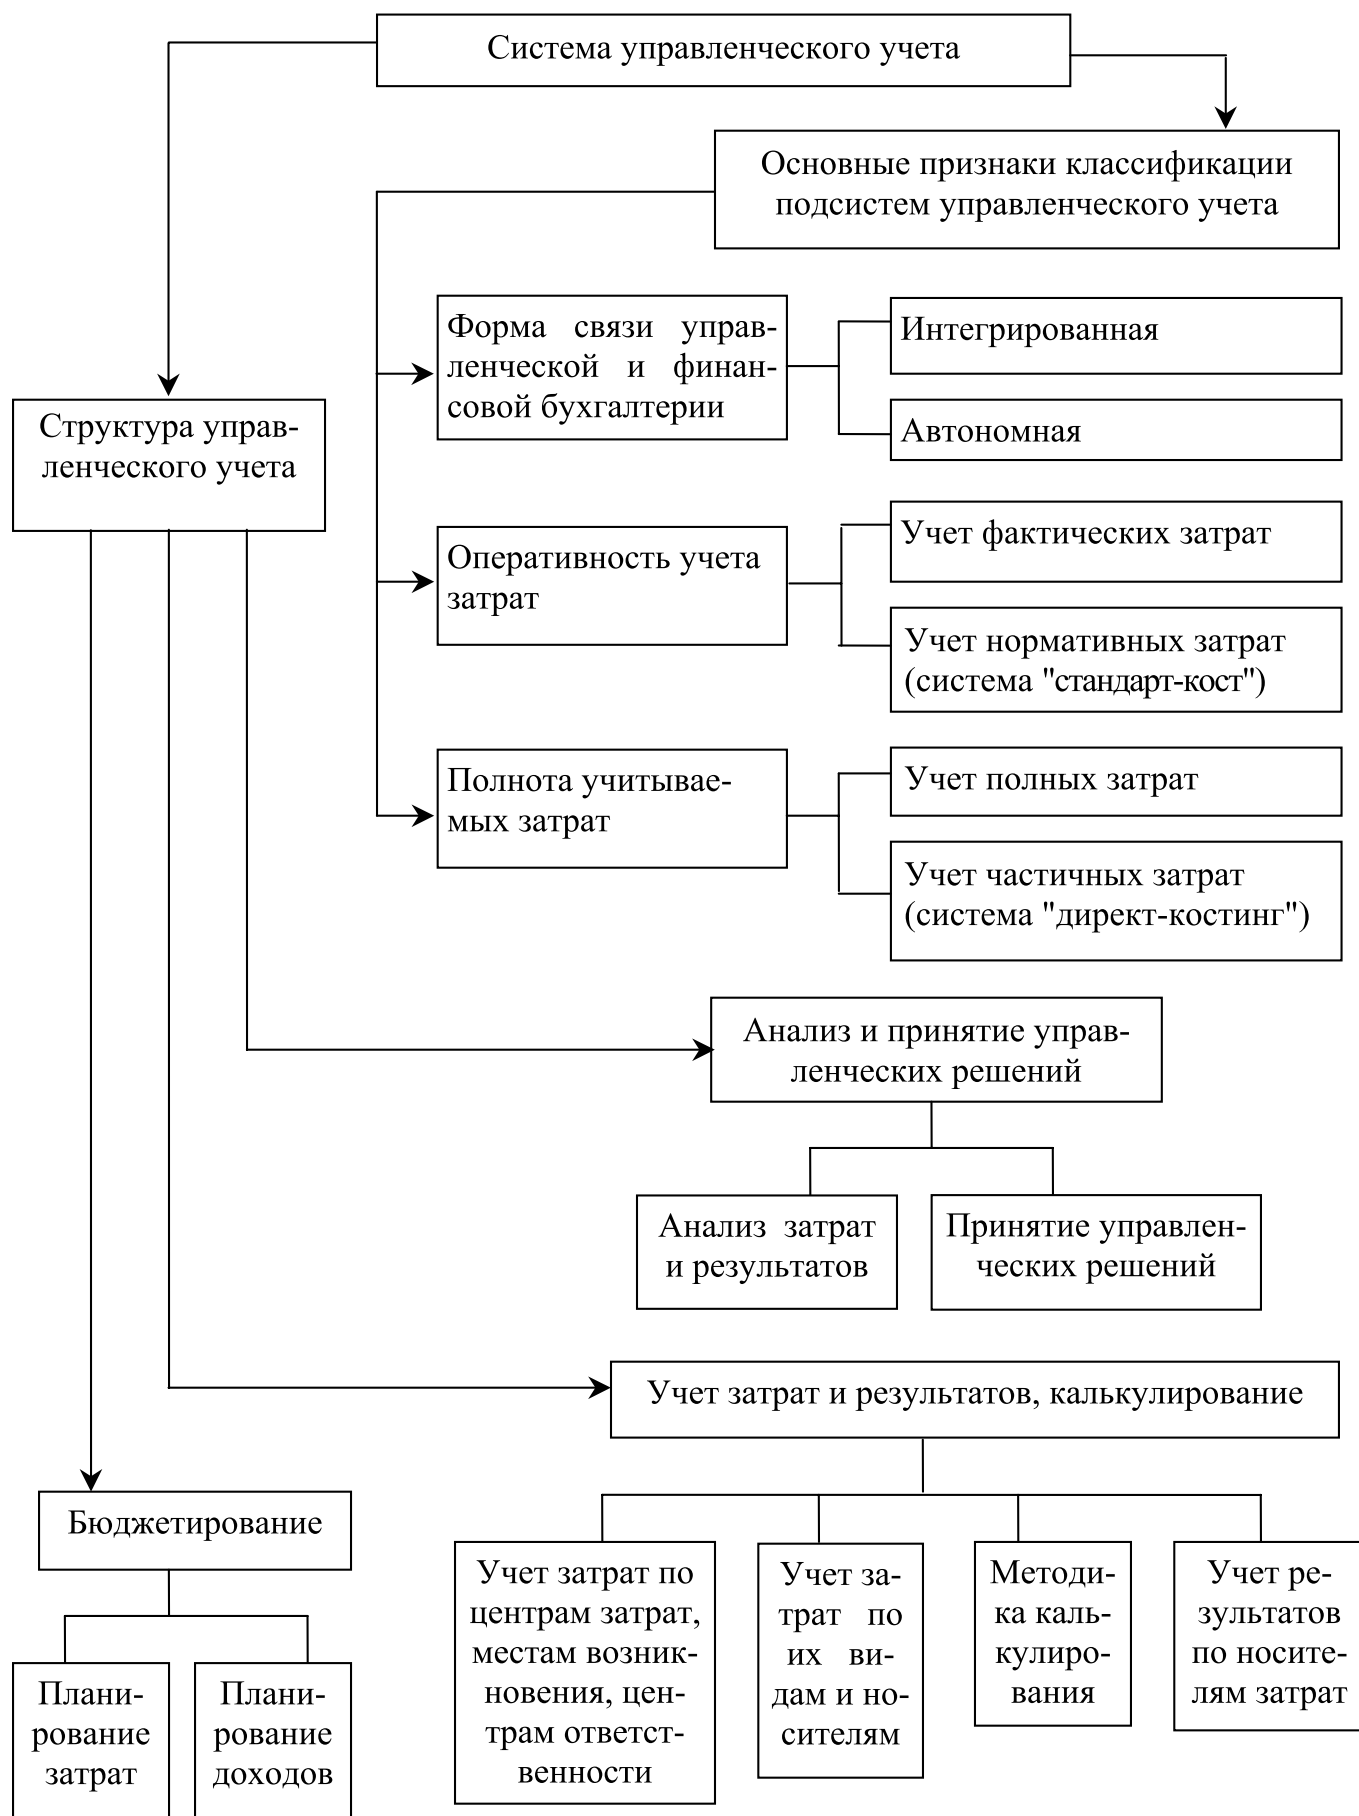 Система управленческого учета
Основные признаки классификации
подсистем управленческого учета
Форма связи управ-
ленческой и финан-
совой бухгалтерии
Интегрированная
Автономная
Структура управ-
ленческого учета
Оперативность учета
затрат
Учет фактических затрат
Учет нормативных затрат
(система "стандарт-кост")
Полнота учитывае-
мых затрат
Учет полных затрат
Учет частичных затрат
(система "директ-костинг")
Анализ и принятие управ-
ленческих решений
Анализ затрат
и результатов
Принятие управлен-
ческих решений
Учет затрат и результатов, калькулирование
Бюджетирование
Плани-
рование
затрат
Плани-
рование
доходов
Учет затрат по
центрам затрат,
местам возник-
новения, цен-
трам ответст-
венности
Учет за-
трат по
их ви-
дам и но-
сителям
Методи-
ка каль-
кулиро-
вания
Учет ре-
зультатов
по носите-
лям затрат